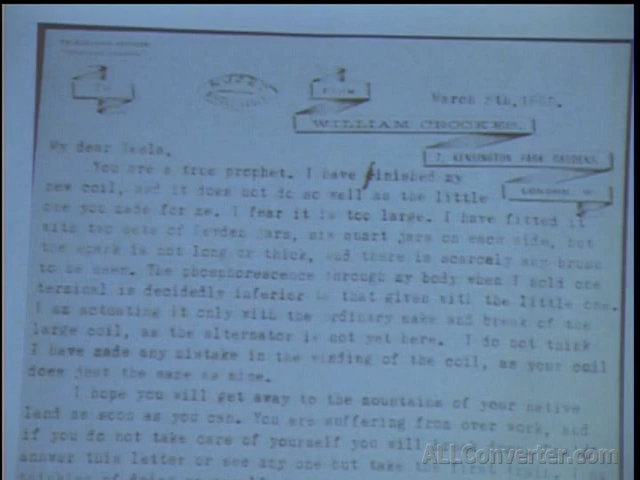 TO
FROM
March 5th,
WILLIAM CROOKES.
7, KENSINGTON PARK GARDENS,
LONDON, W.
My dear Tesla,
You are a true prophet. I have finished my
new coil, and it does not do so well as the little
one you made for me. I fear it is too large. I have fitted it
with two sets of Leyden jars, six quart jars on each side, but
the spark is not long or thick, and there is scarcely any brush
to be seen. The phosphorescence through my body when I hold one
terminal is decidedly inferior to that given with the little one.
I am actuating it only with the ordinary make and break of the
large coil, as the alternator is not yet here. I do not think
I have made any mistake in the winding of the coil, as your coil
does just the same as mine.
I hope you will get away to the mountains of your native
land as soon as you can. You are suffering from over work, and
if you do not take care of yourself you will
answer this letter or see any one but take the first
ALLConverter.com